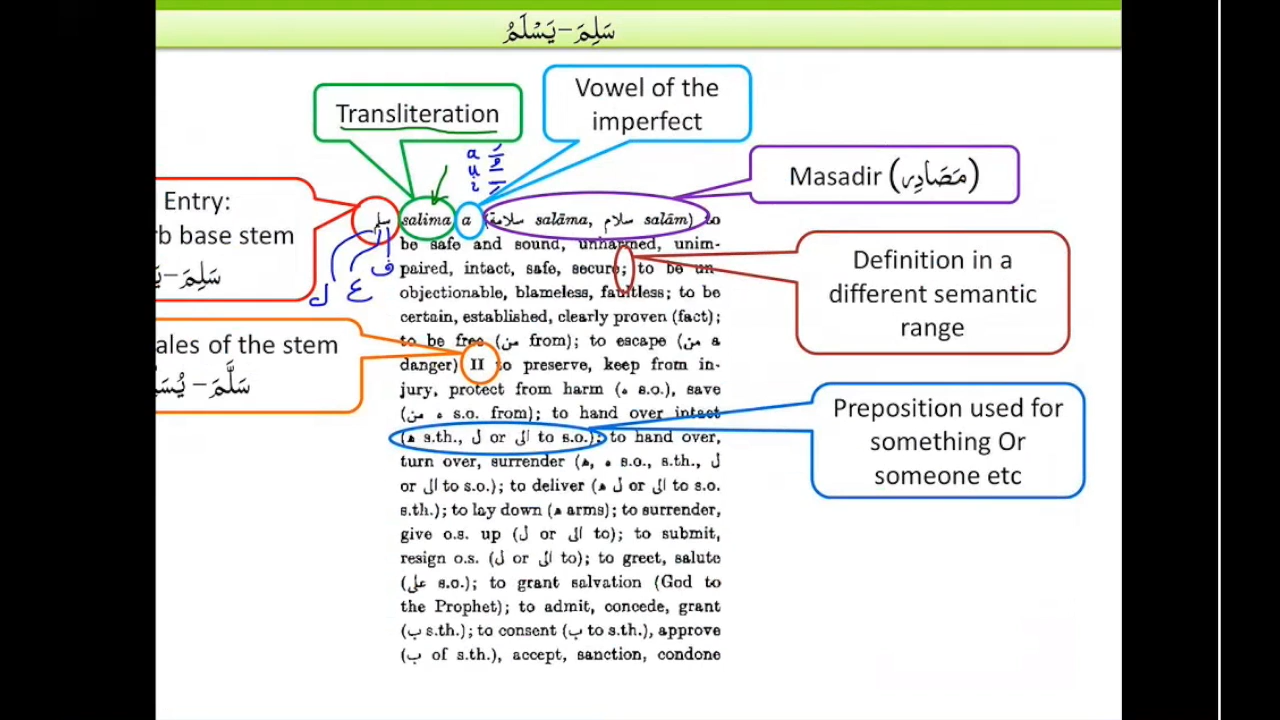 سَلِمَ – يَسْلَمُ
Transliteration
Vowel of the
imperfect
Masadir (مَصَادِر)
Entry:
rb base stem
سَلِمَ – يَ
a
u
i
ف
ع
ل
Definition in a
different semantic
range
ales of the stem
سَلَّمَ – يُسَ
Preposition used for
something Or
someone etc
سلم salima a (سلامة salāma, سلام salām) to
be safe and sound, unharmed, unim-
paired, intact, safe, secure; to be un-
objectionable, blameless, faultless; to be
certain, established, clearly proven (fact);
to be free (من from); to escape (من a
danger) II to preserve, keep from in-
jury, protect from harm (ه s.o.), save
(ه من s.o. from); to hand over intact
(ھ s.th., ل or الى to s.o.); to hand over,
turn over, surrender (ھ, ه s.o., s.th., ل
or الى to s.o.); to deliver (ھ ل or الى to s.o.
s.th.); to lay down (ھ arms); to surrender,
give o.s. up (ل or الى to); to submit,
resign o.s. (ل or الى to); to greet, salute
(على s.o.); to grant salvation (God to
the Prophet); to admit, concede, grant
(ب s.th.); to consent (ب to s.th.), approve
(ب of s.th.), accept, sanction, condone